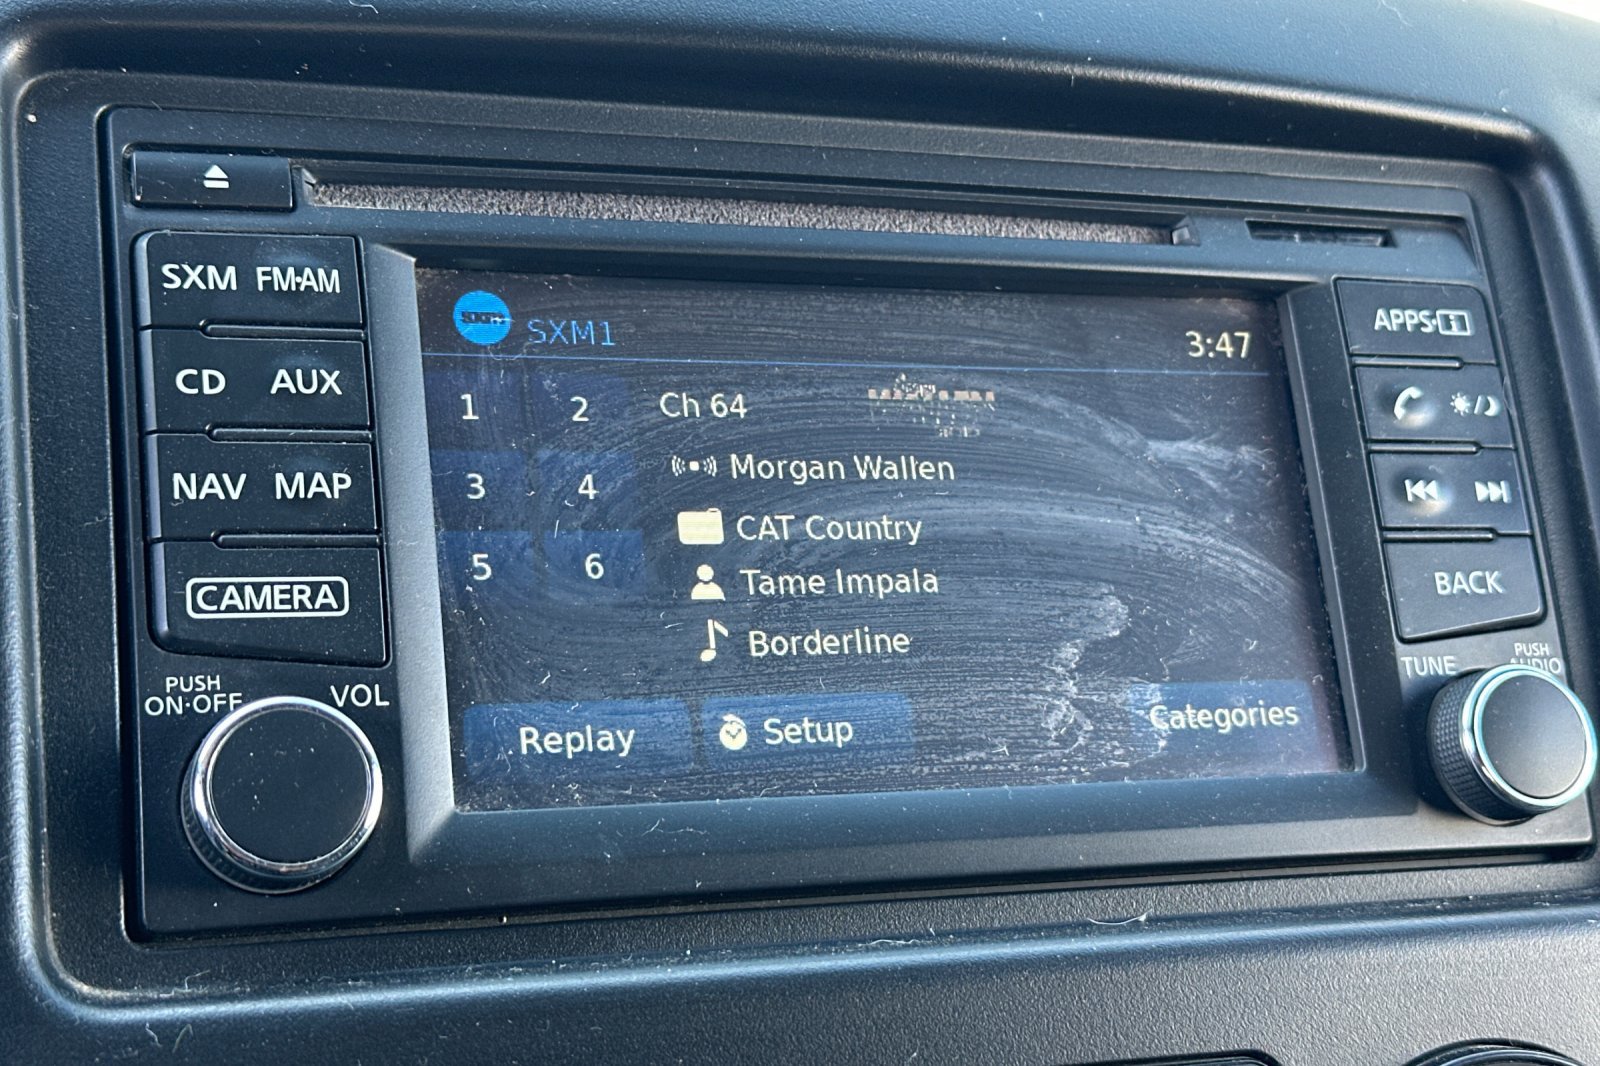 SXM FM·AM
CD AUX
NAV MAP
CAMERA
PUSH
ON·OFF
VOL
SXM1
3:47
1 2
3 4
5 6
Ch 64
Morgan Wallen
CAT Country
Tame Impala
Borderline
Replay
Setup
Categories
APPS·i
BACK
TUNE
PUSH
AUDIO